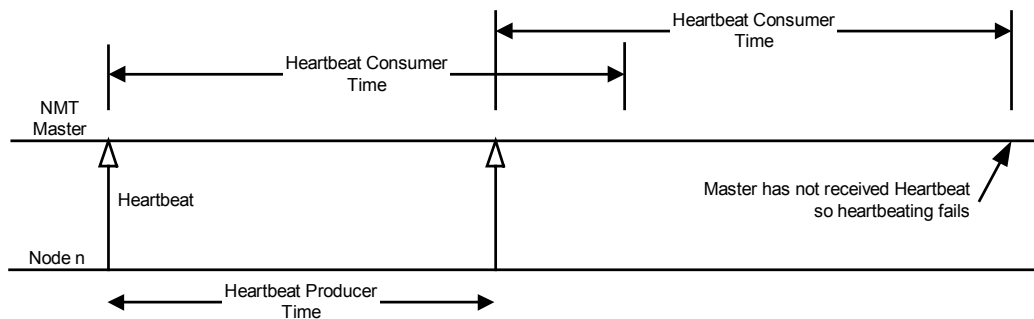 Heartbeat Consumer
Time
Heartbeat Consumer
Time
NMT
Master
Heartbeat
Master has not received Heartbeat
so heartbeating fails
Node n
Heartbeat Producer
Time